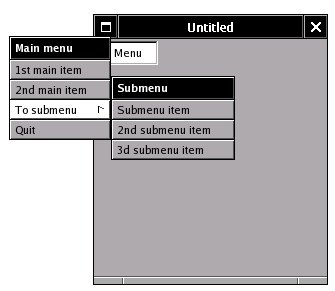 Untitled
Main menu
Menu
1st main item
2nd main item
To submenu
Quit
Submenu
Submenu item
2nd submenu item
3d submenu item